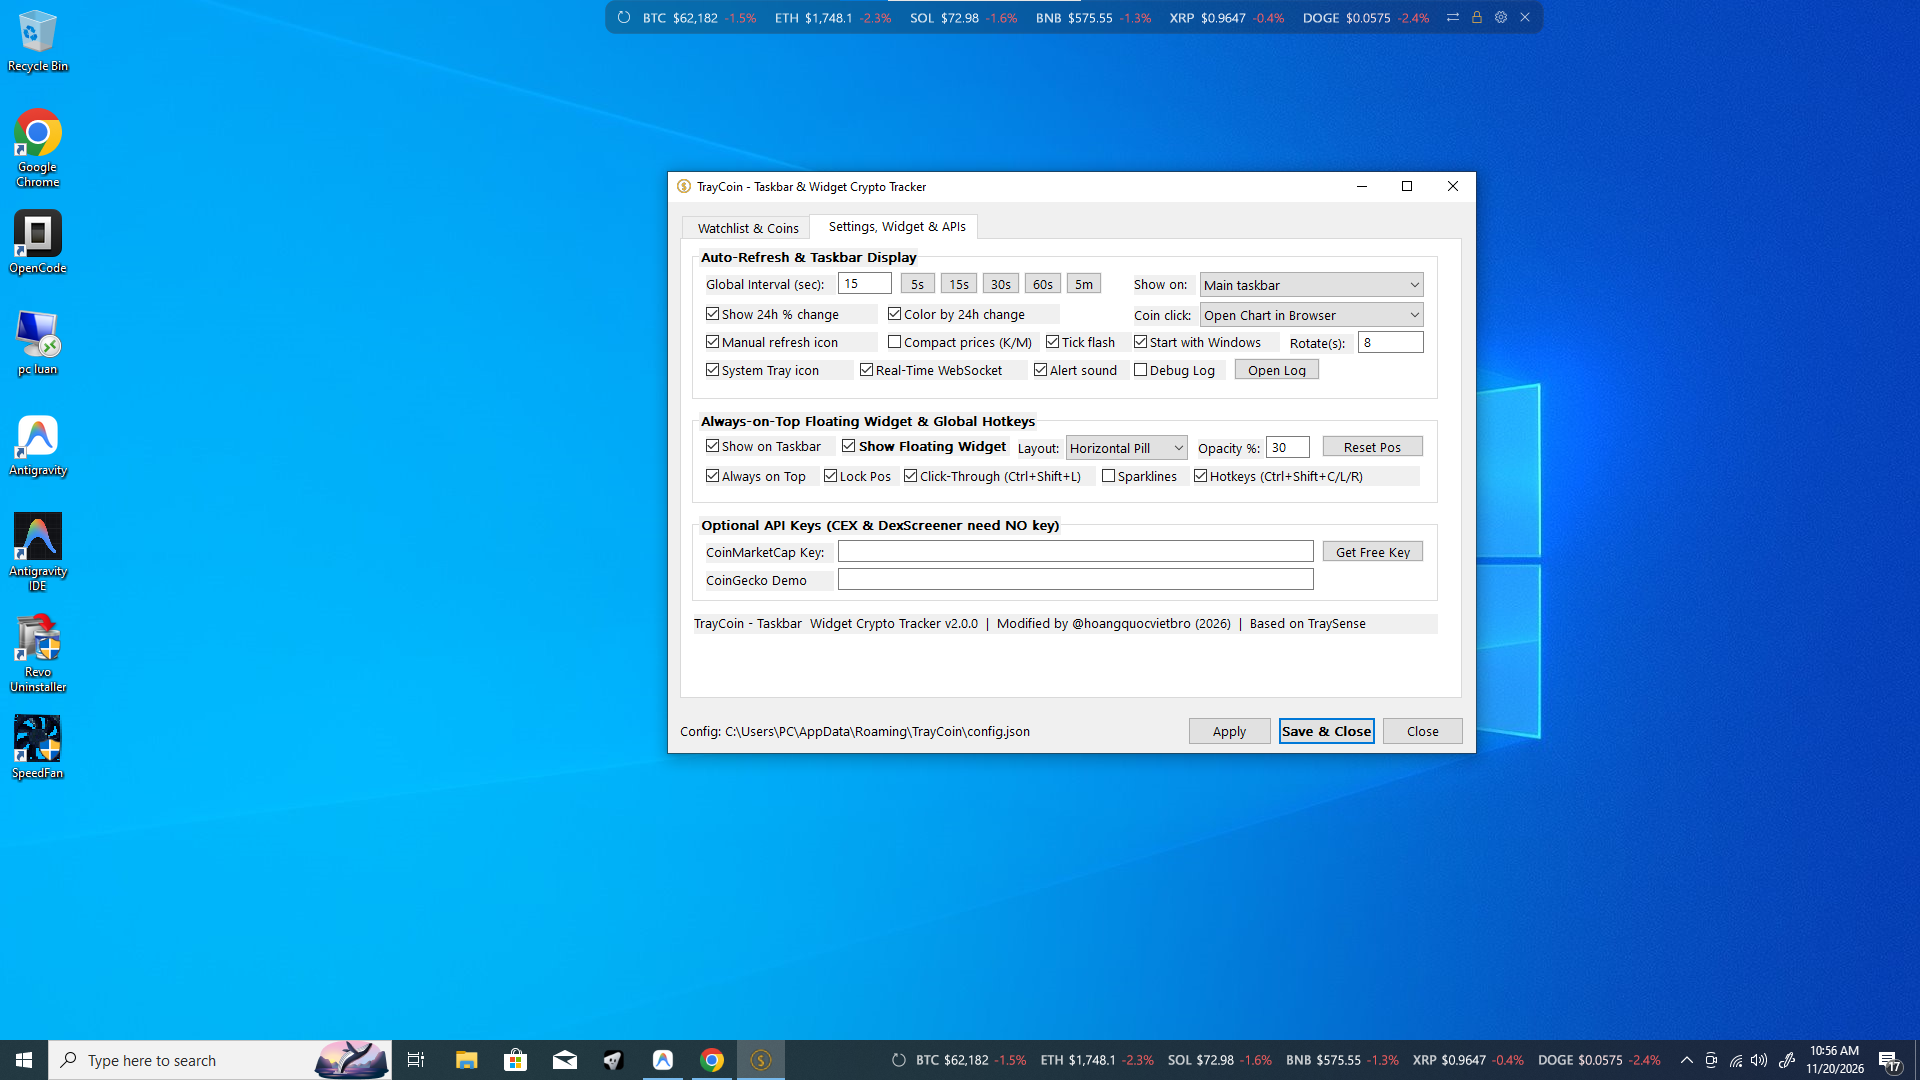 BTC $62,182 -1.5% ETH $1,748.1 -2.3% SOL $72.98 -1.6% BNB $575.55 -1.3% XRP $0.9647 -0.4% DOGE $0.0575 -2.4%
Recycle Bin
Google
Chrome
OpenCode
pc luan
Antigravity
Antigravity
IDE
Revo
Uninstaller
SpeedFan
TrayCoin - Taskbar & Widget Crypto Tracker
Watchlist & Coins Settings, Widget & APIs
Auto-Refresh & Taskbar Display
Global Interval (sec): 15 5s 15s 30s 60s 5m Show on: Main taskbar
Show 24h % change Color by 24h change Coin click: Open Chart in Browser
Manual refresh icon Compact prices (K/M) Tick flash Start with Windows Rotate(s): 8
System Tray icon Real-Time WebSocket Alert sound Debug Log Open Log
Always-on-Top Floating Widget & Global Hotkeys
Show on Taskbar Show Floating Widget Layout: Horizontal Pill Opacity %: 30 Reset Pos
Always on Top Lock Pos Click-Through (Ctrl+Shift+L) Sparklines Hotkeys (Ctrl+Shift+C/L/R)
Optional API Keys (CEX & DexScreener need NO key)
CoinMarketCap Key: Get Free Key
CoinGecko Demo
TrayCoin - Taskbar Widget Crypto Tracker v2.0.0 | Modified by @hoangquocvietbro (2026) | Based on TraySense
Config: C:\Users\PC\AppData\Roaming\TrayCoin\config.json Apply Save & Close Close
Type here to search
BTC $62,182 -1.5% ETH $1,748.1 -2.3% SOL $72.98 -1.6% BNB $575.55 -1.3% XRP $0.9647 -0.4% DOGE $0.0575 -2.4%
10:56 AM
11/20/2026
17